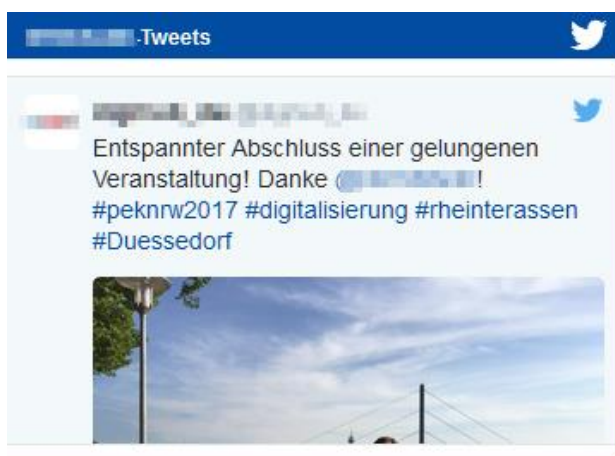 -Tweets
Entspannter Abschluss einer gelungenen
Veranstaltung! Danke @ !
#peknrw2017 #digitalisierung #rheinterassen
#Duessedorf